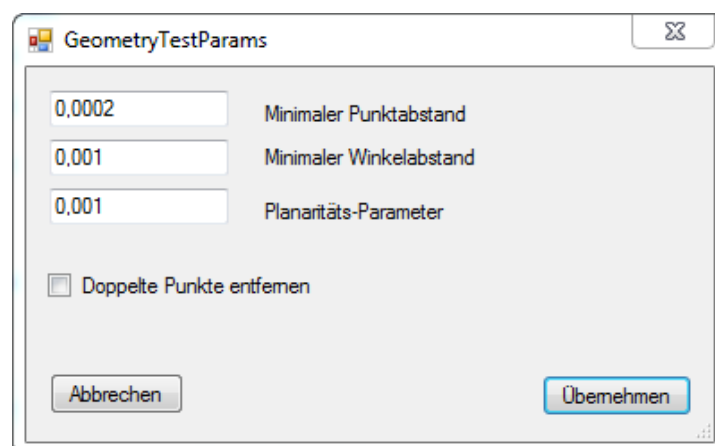 GeometryTestParams
0,0002 Minimaler Punktabstand
0,001 Minimaler Winkelabstand
0,001 Planaritäts-Parameter
Doppelte Punkte entfernen
Abbrechen Übernehmen